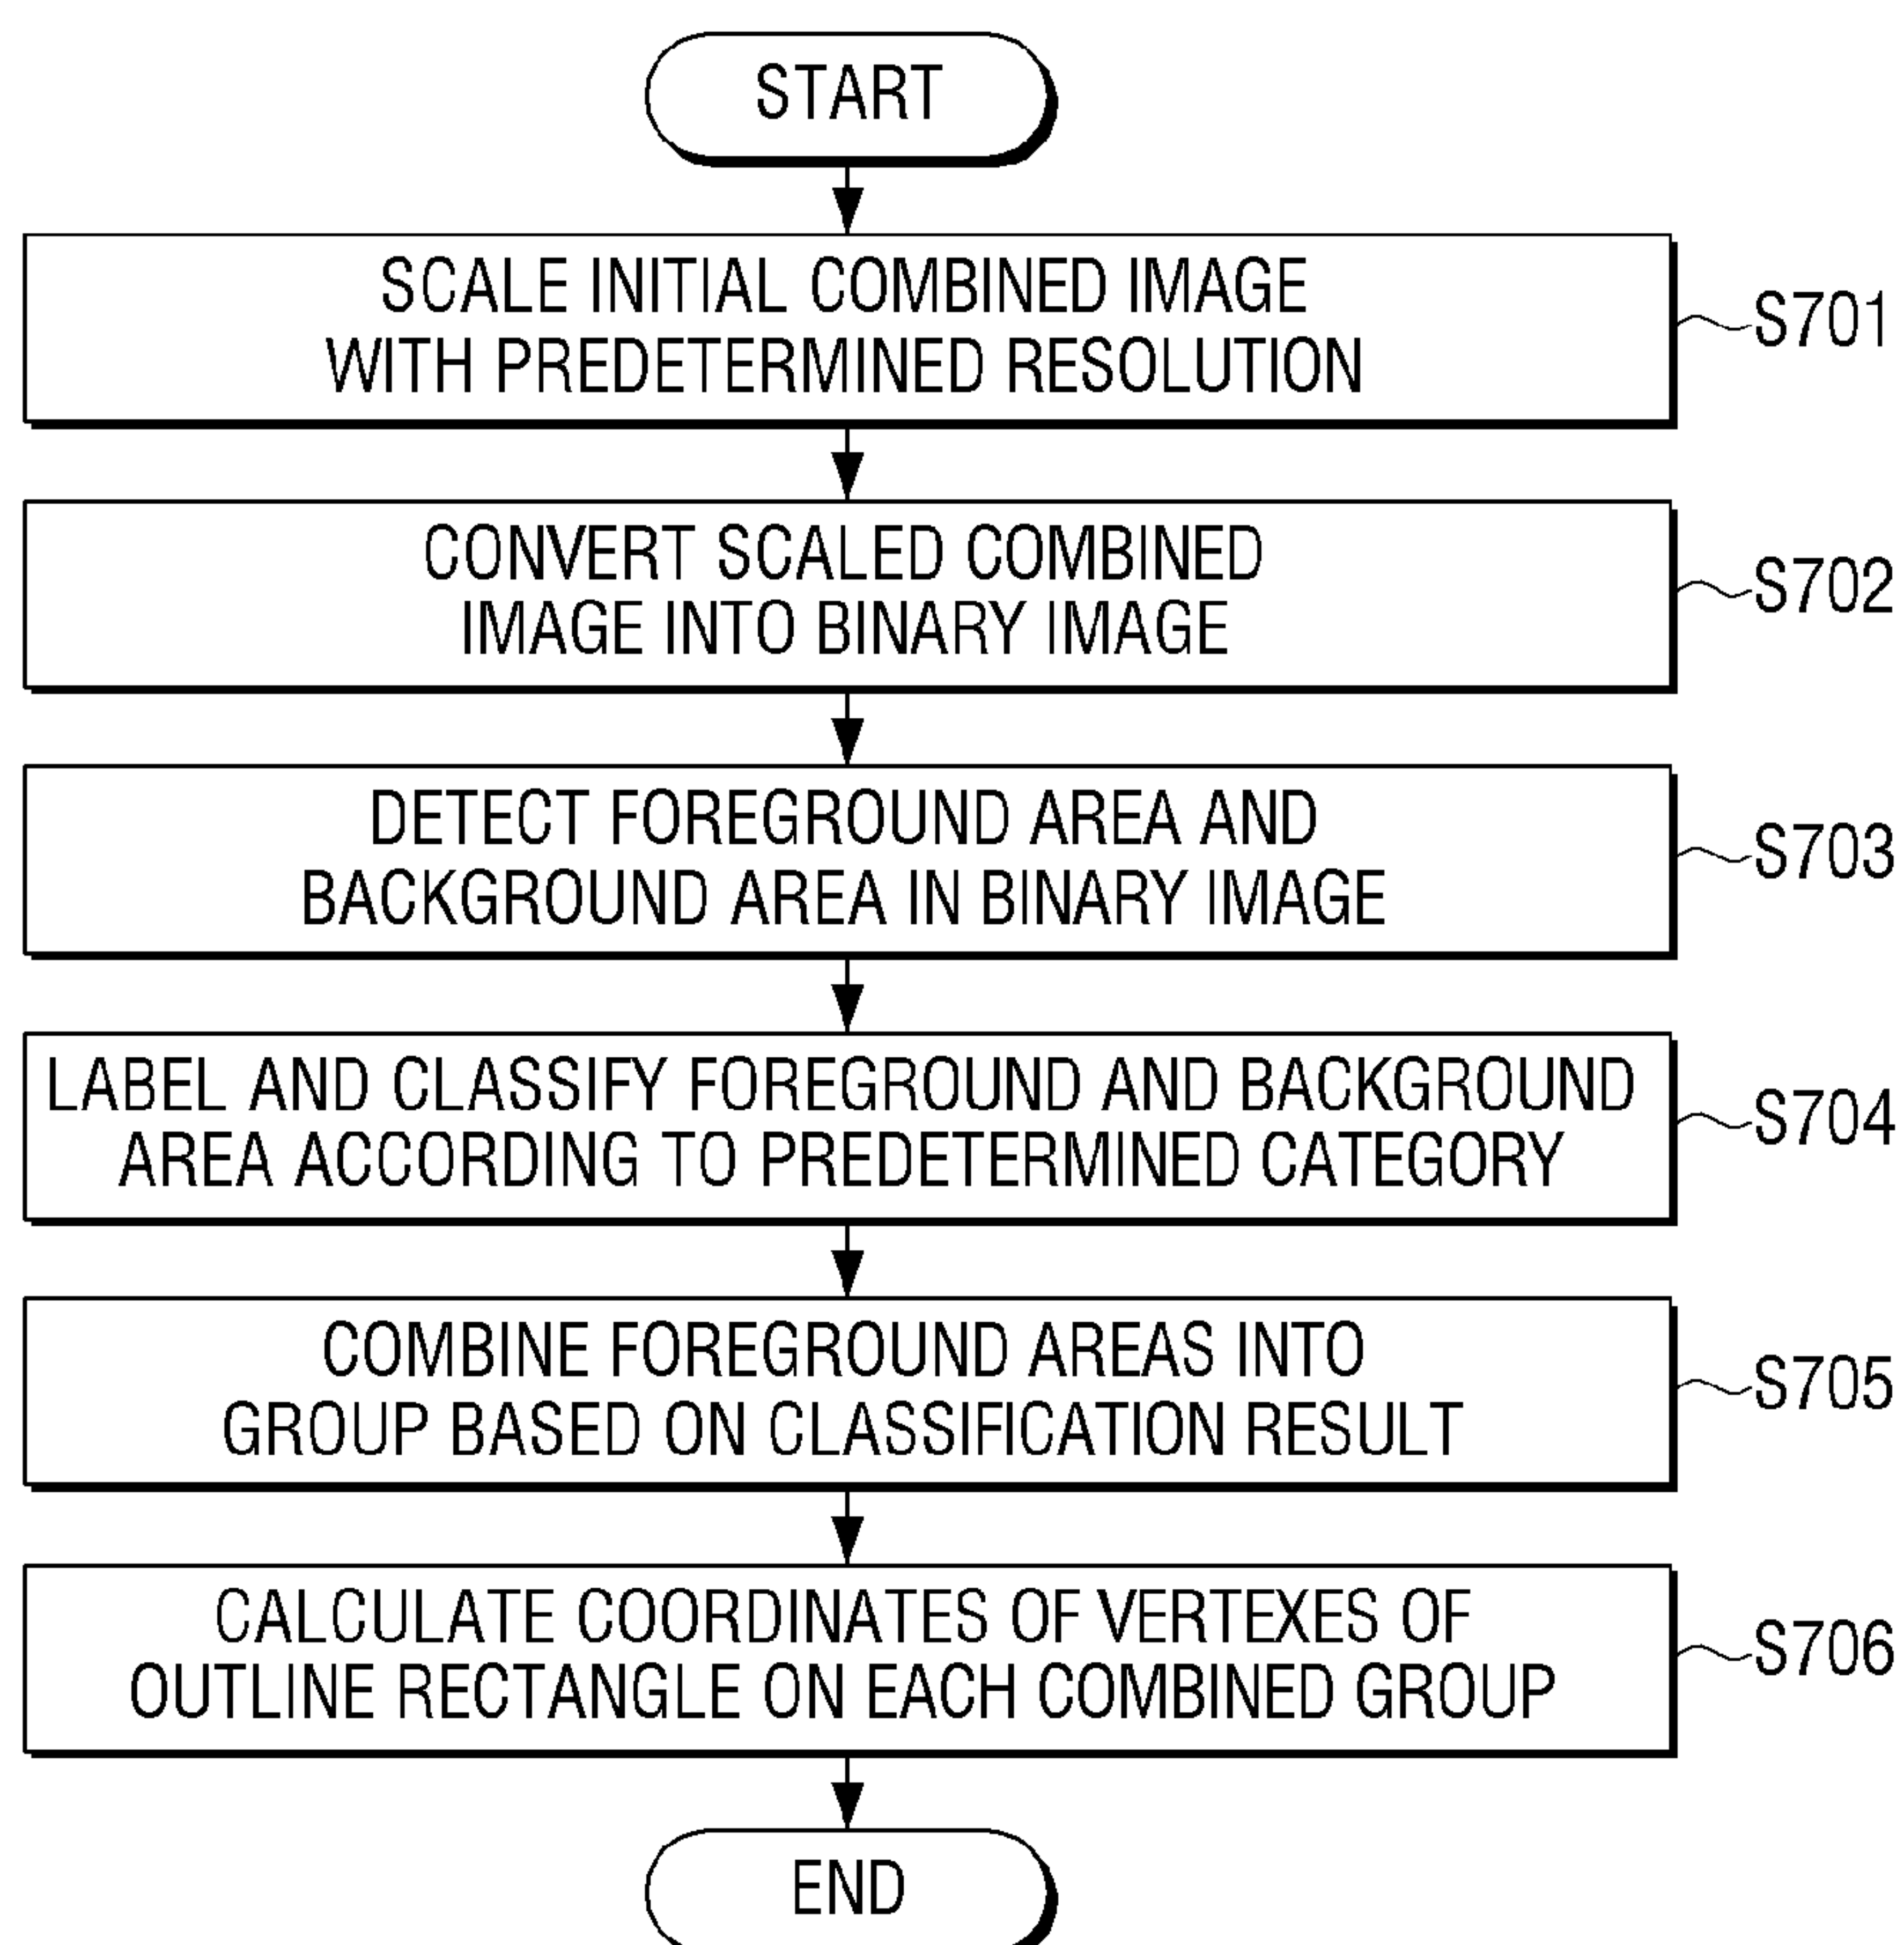 START
SCALE INITIAL COMBINED IMAGE
WITH PREDETERMINED RESOLUTION
S701
CONVERT SCALED COMBINED
IMAGE INTO BINARY IMAGE
S702
DETECT FOREGROUND AREA AND
BACKGROUND AREA IN BINARY IMAGE
S703
LABEL AND CLASSIFY FOREGROUND AND BACKGROUND
AREA ACCORDING TO PREDETERMINED CATEGORY
S704
COMBINE FOREGROUND AREAS INTO
GROUP BASED ON CLASSIFICATION RESULT
S705
CALCULATE COORDINATES OF VERTEXES OF
OUTLINE RECTANGLE ON EACH COMBINED GROUP
S706
END